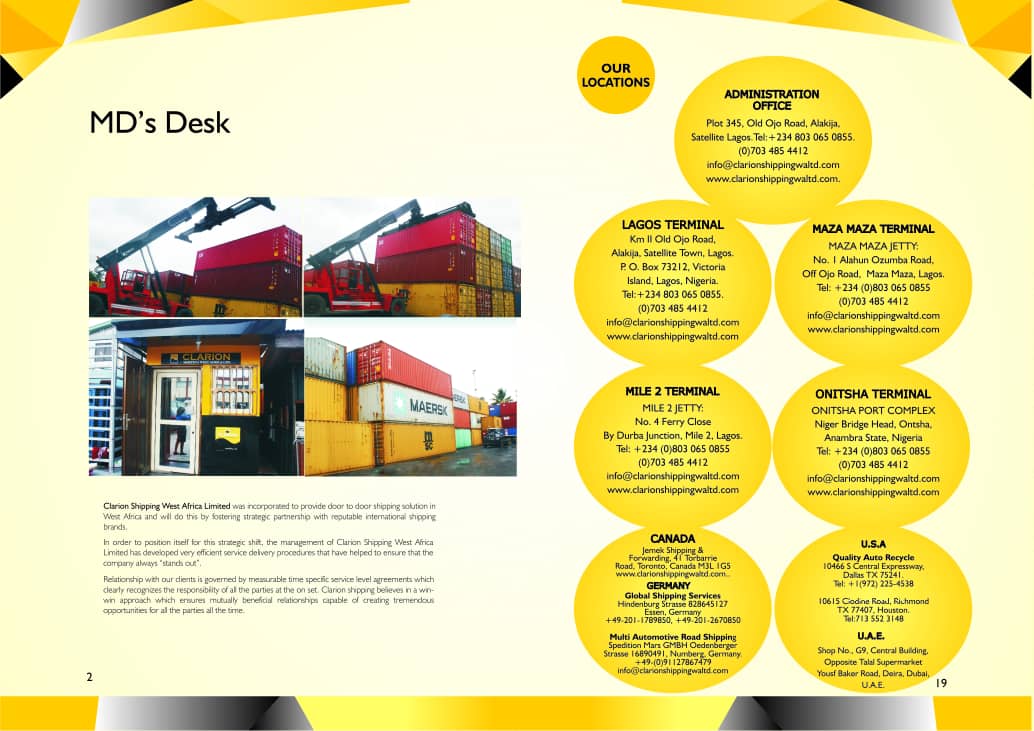 MD's Desk
CLARION
MAERSK
Clarion Shipping West Africa Limited was incorporated to provide door to door shipping solution in
West Africa and will do this by fostering strategic partnership with reputable international shipping
brands.
In order to position itself for this strategic shift, the management of Clarion Shipping West Africa
Limited has developed very efficient service delivery procedures that have helped to ensure that the
company always "stands out".
Relationship with our clients is governed by measurable time specific service level agreements which
clearly recognizes the responsibility of all the parties at the on set. Clarion shipping believes in a win-
win approach which ensures mutually beneficial relationships capable of creating tremendous
opportunities for all the parties all the time.
2
OUR
LOCATIONS
ADMINISTRATION
OFFICE
Plot 345, Old Ojo Road, Alakija,
Satellite Lagos.Tel:+234 803 065 0855.
(0)703 485 4412
info@clarionshippingwaltd.com
www.clarionshippingwaltd.com.
LAGOS TERMINAL
Km II Old Ojo Road,
Alakija, Satellite Town, Lagos.
P. O. Box 73212, Victoria
Island, Lagos, Nigeria.
Tel:+234 803 065 0855.
(0)703 485 4412
info@clarionshippingwaltd.com
www.clarionshippingwaltd.com
MAZA MAZA TERMINAL
MAZA MAZA JETTY:
No. 1 Alahun Ozumba Road,
Off Ojo Road, Maza Maza, Lagos.
Tel: +234 (0)803 065 0855
(0)703 485 4412
info@clarionshippingwaltd.com
www.clarionshippingwaltd.com
MILE 2 TERMINAL
MILE 2 JETTY:
No. 4 Ferry Close
By Durba Junction, Mile 2, Lagos.
Tel: +234 (0)803 065 0855
(0)703 485 4412
info@clarionshippingwaltd.com
www.clarionshippingwaltd.com
ONITSHA TERMINAL
ONITSHA PORT COMPLEX
Niger Bridge Head, Ontsha,
Anambra State, Nigeria
Tel: +234 (0)803 065 0855
(0)703 485 4412
info@clarionshippingwaltd.com
www.clarionshippingwaltd.com
CANADA
Jemek Shipping &
Forwarding, 41 Torbarrie
Road, Toronto, Canada M3L 1G5
www.clarionshippingwaltd.com..
GERMANY
Global Shipping Services
Hindenburg Strasse 828645127
Essen, Germany
+49-201-1789850, +49-201-2670850
Multi Automotive Road Shipping
Spedition Mars GMBH Oedenberger
Strasse 16890491, Numberg, Germany.
+49-(0)91127867479
info@clarionshippingwaltd.com
U.S.A
Quality Auto Recycle
10466 S Central Expressway,
Dallas TX 75241.
Tel: +1(972) 225-4538
10615 Clodine Road, Richmond
TX 77407, Houston.
Tel:713 552 3148
U.A.E.
Shop No., G9, Central Building,
Opposite Talal Supermarket
Yousf Baker Road, Deira, Dubai,
U.A.E.
19